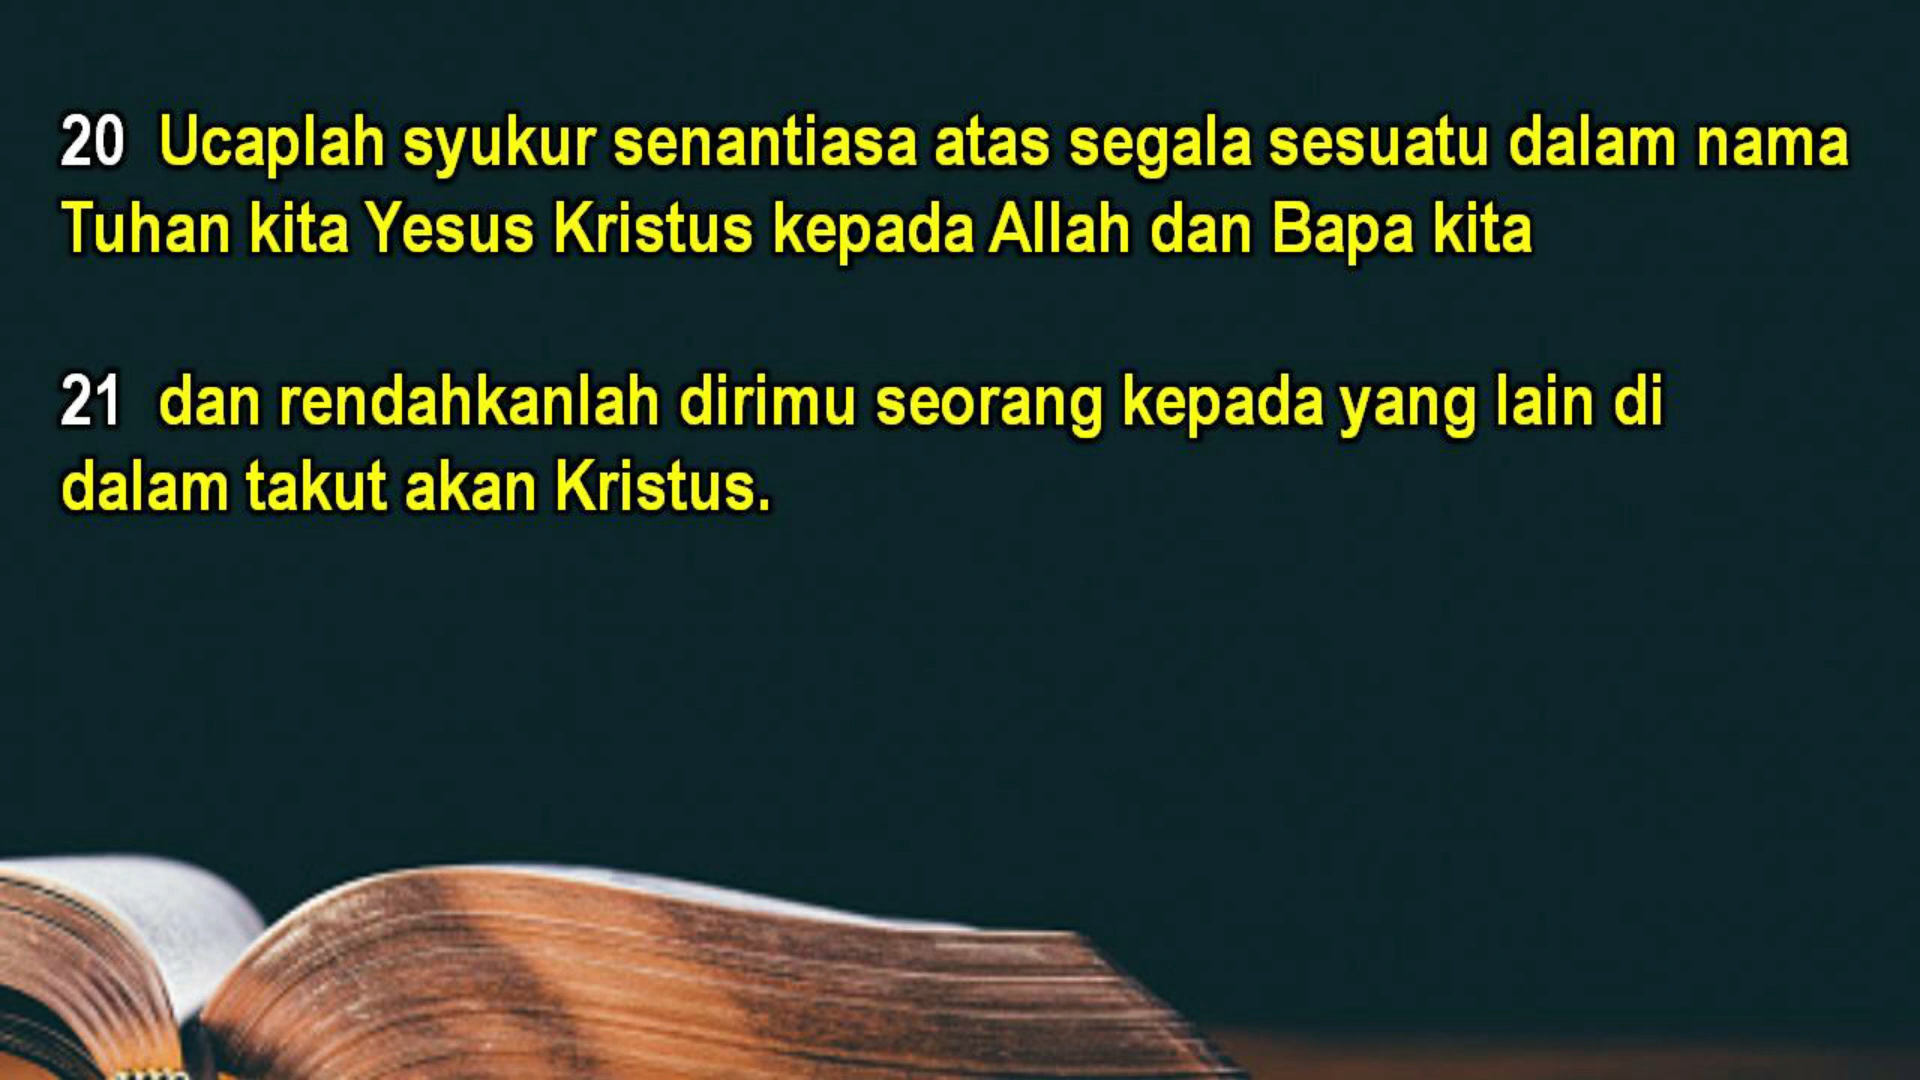 20 Ucaplah syukur senantiasa atas segala sesuatu dalam nama
Tuhan kita Yesus Kristus kepada Allah dan Bapa kita
21 dan rendahkanlah dirimu seorang kepada yang lain di
dalam takut akan Kristus.